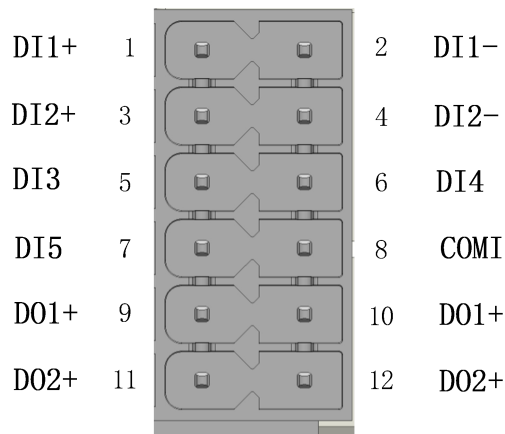 DI1+ 1 2 DI1-
DI2+ 3 4 DI2-
DI3 5 6 DI4
DI5 7 8 COMI
DO1+ 9 10 DO1+
DO2+ 11 12 DO2+